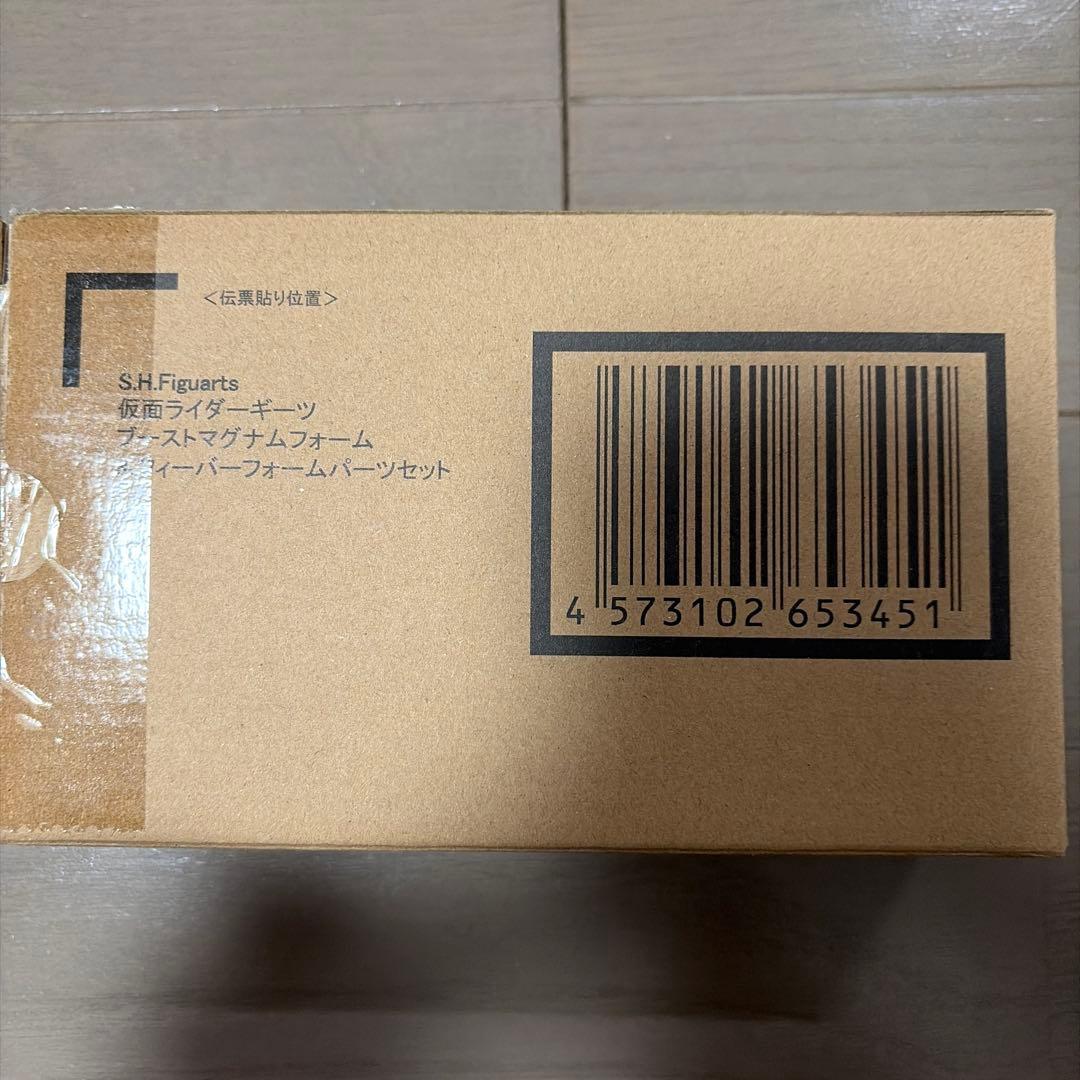 <伝票貼り位置>
S.H.Figuarts
仮面ライダーギーツ
ブーストマグナムフォーム
&フィーバーフォームパーツセット
4 573102 653451